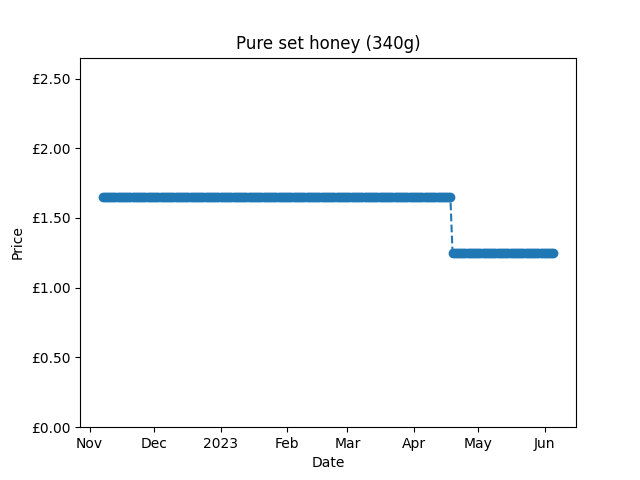 Pure set honey (340g)
£2.50
£2.00
£1.50
£1.00
£0.50
£0.00
Price
Nov Dec 2023 Feb Mar Apr May Jun
Date